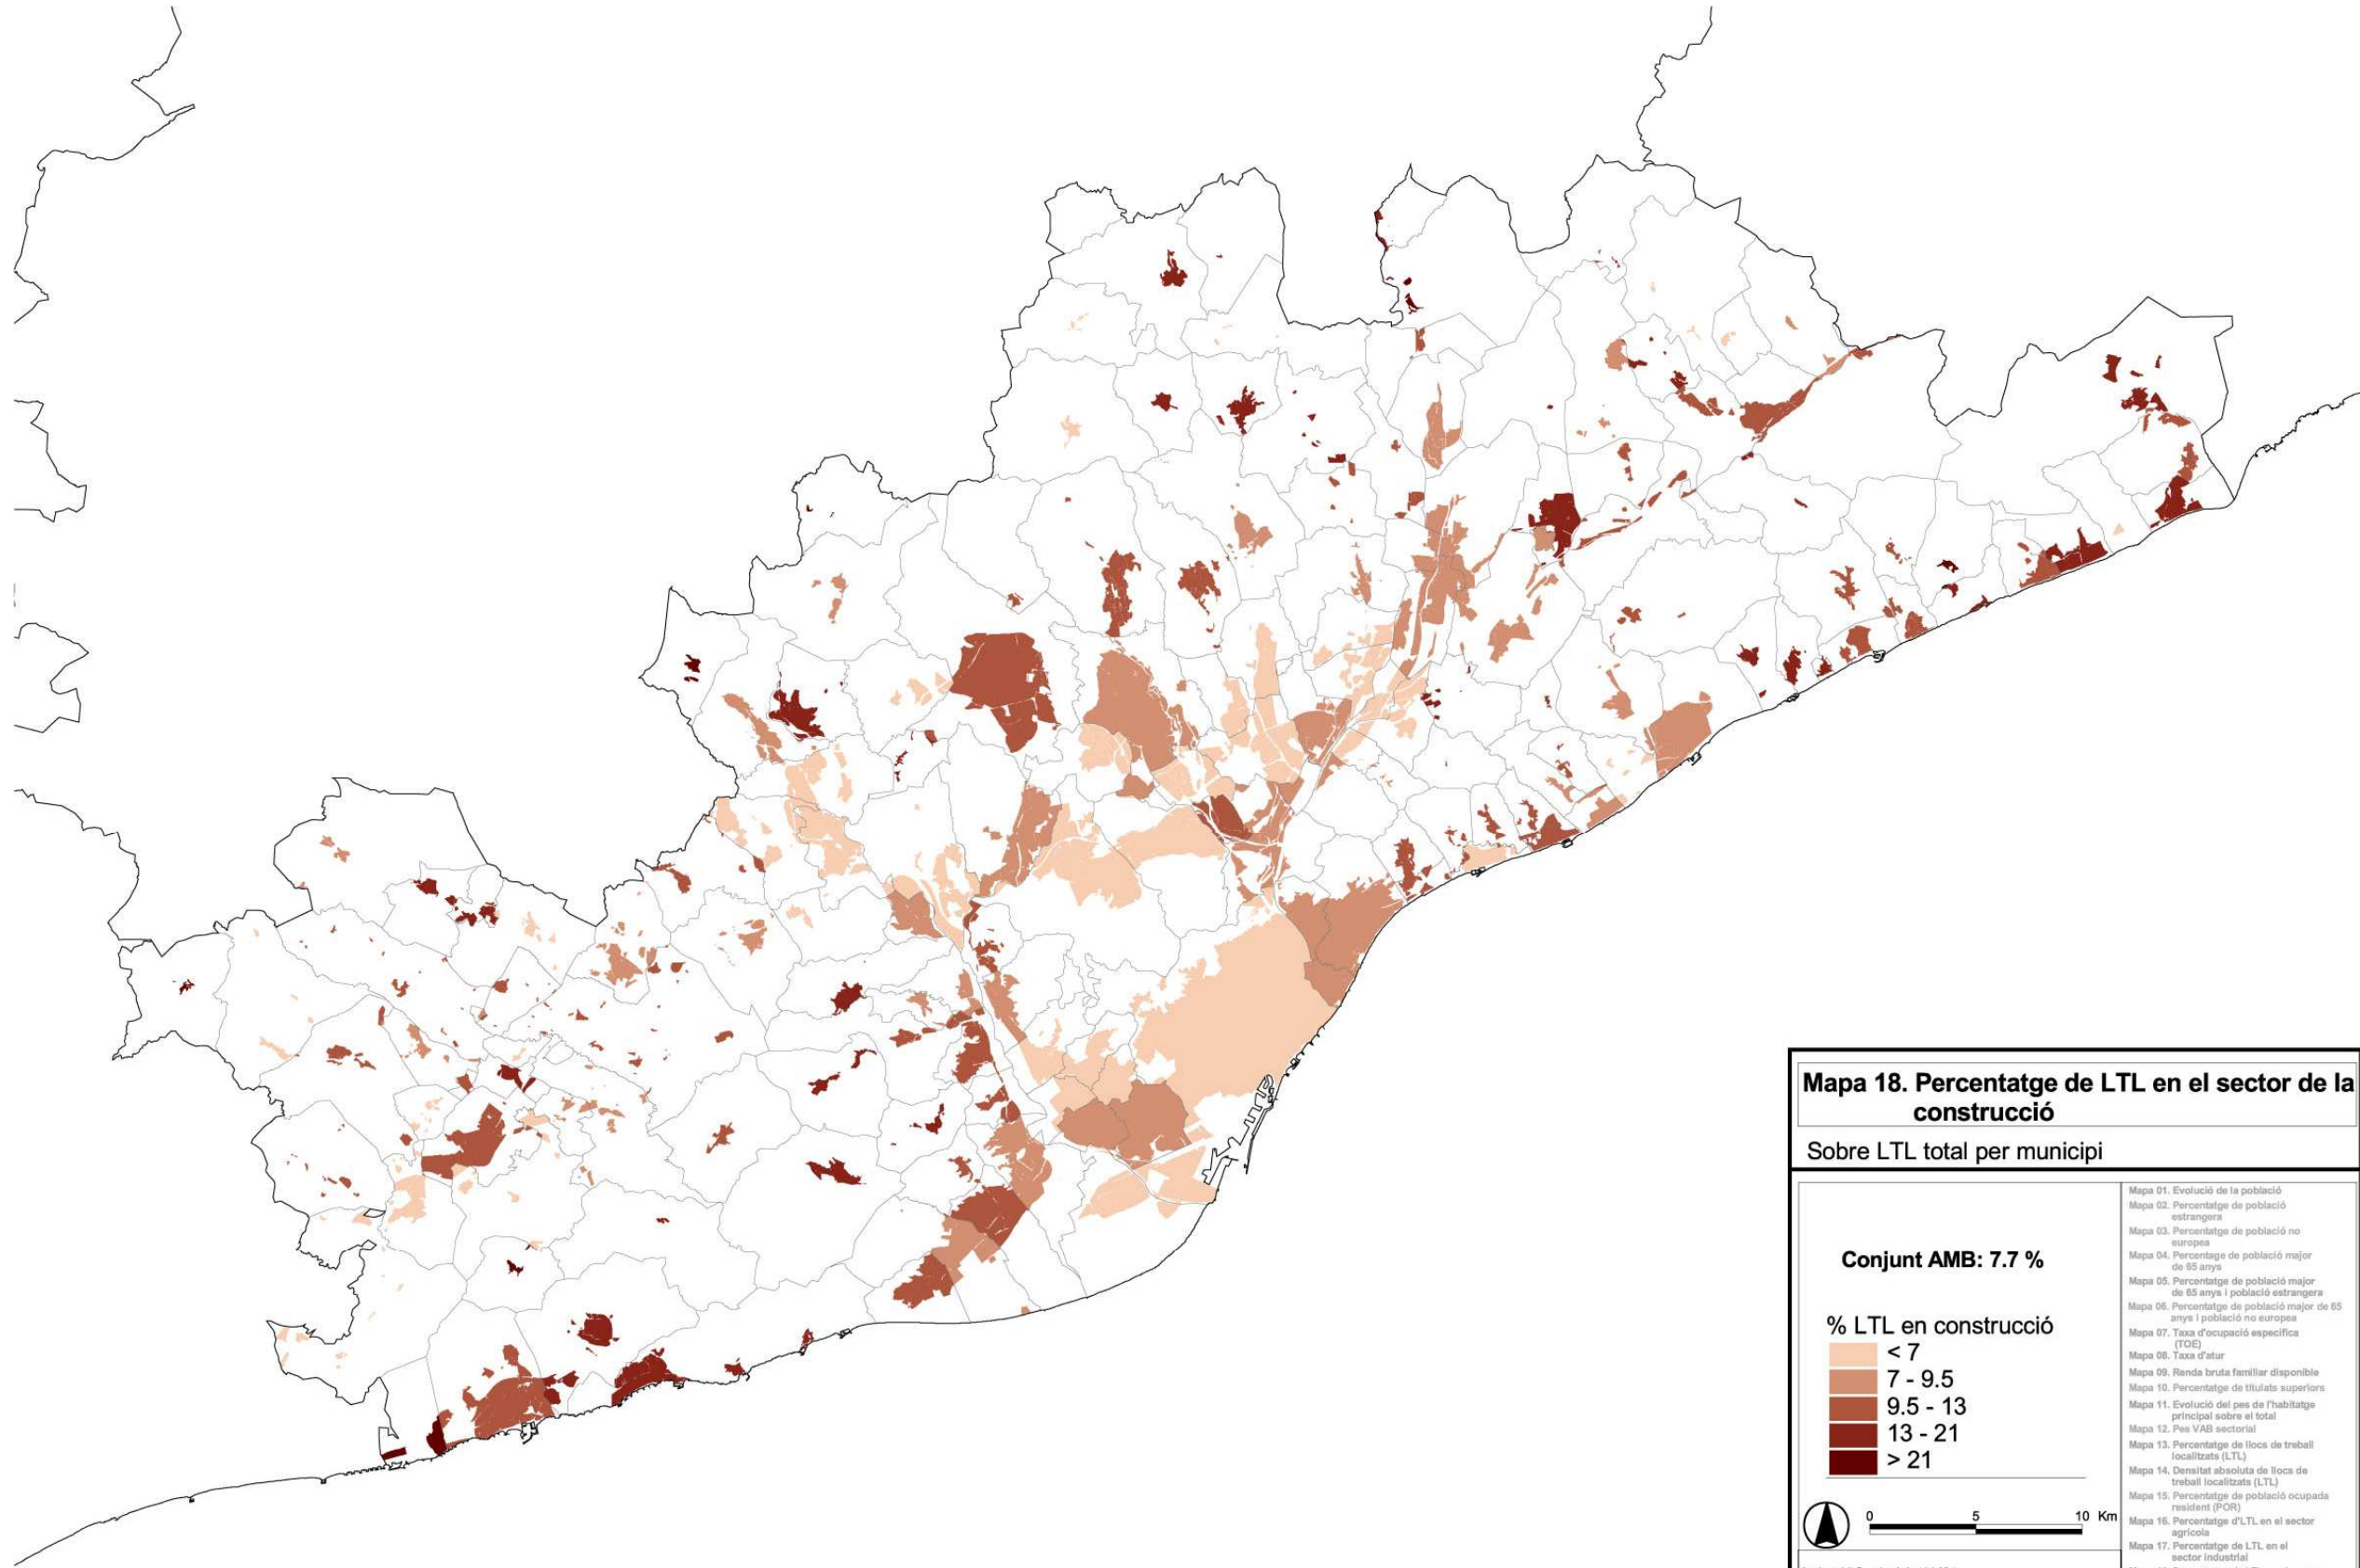 Mapa 18. Percentatge de LTL en el sector de la
construcció
Sobre LTL total per municipi
Conjunt AMB: 7.7 %
% LTL en construcció
< 7
7 - 9.5
9.5 - 13
13 - 21
> 21
0 5 10 Km
Mapa 01. Evolució de la població
Mapa 02. Percentatge de població
estrangera
Mapa 03. Percentatge de població no
europea
Mapa 04. Percentage de població major
de 65 anys
Mapa 05. Percentatge de població major
de 65 anys i població estrangera
Mapa 06. Percentatge de població major de 65
anys i població no europea
Mapa 07. Taxa d'ocupació específica
(TOE)
Mapa 08. Taxa d'atur
Mapa 09. Renda bruta familiar disponible
Mapa 10. Percentatge de titulats superiors
Mapa 11. Evolució del pes de l'habitatge
principal sobre el total
Mapa 12. Pes VAB sectorial
Mapa 13. Percentatge de llocs de treball
localitzats (LTL)
Mapa 14. Densitat absoluta de llocs de
treball localitzats (LTL)
Mapa 15. Percentatge de població ocupada
resident (POR)
Mapa 16. Percentatge d'LTL en el sector
agrícola
Mapa 17. Percentatge de LTL en el
sector industrial